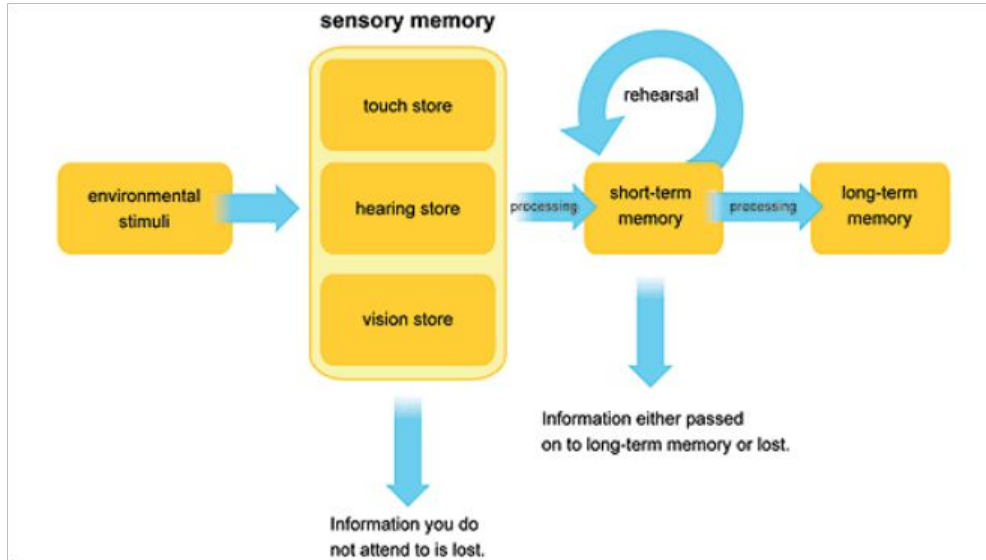 sensory memory
touch store
rehearsal
environmental
stimuli
hearing store
processing
short-term
memory
processing
long-term
memory
vision store
Information either passed
on to long-term memory or lost.
Information you do
not attend to is lost.